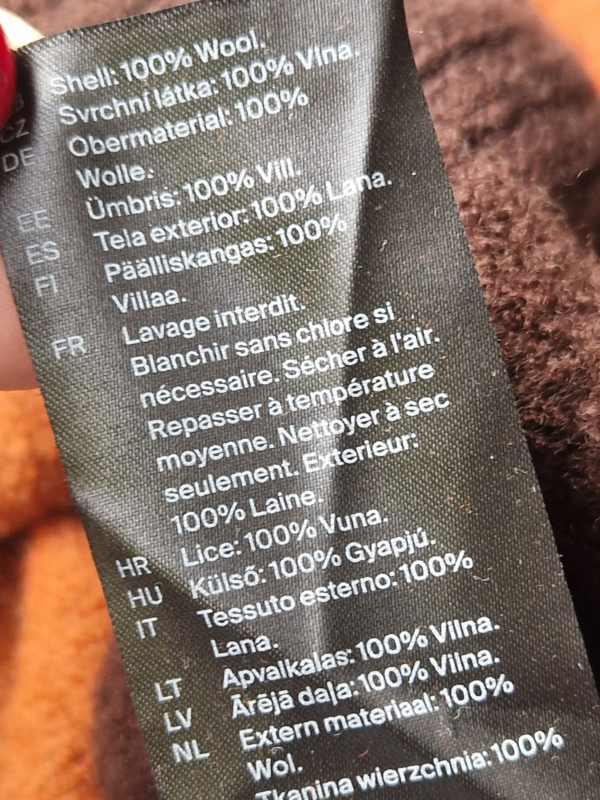 Shell: 100% Wool.
CZ Svrchní látka: 100% Vlna.
DE Obermaterial: 100%
Wolle.
EE Ümbris: 100% Vill.
ES Tela exterior: 100% Lana.
FI Päälliskangas: 100%
Villaa.
FR Lavage interdit.
Blanchir sans chlore si
nécessaire. Sécher à l'air.
Repasser à température
moyenne. Nettoyer à sec
seulement. Exterieur:
100% Laine.
HR Lice: 100% Vuna.
HU Külső: 100% Gyapjú.
IT Tessuto esterno: 100%
Lana.
LT Apvalkalas: 100% Vilna.
LV Ārējā daļa: 100% Vilna.
NL Extern materiaal: 100%
Wol.
Tkanina wierzchnia: 100%